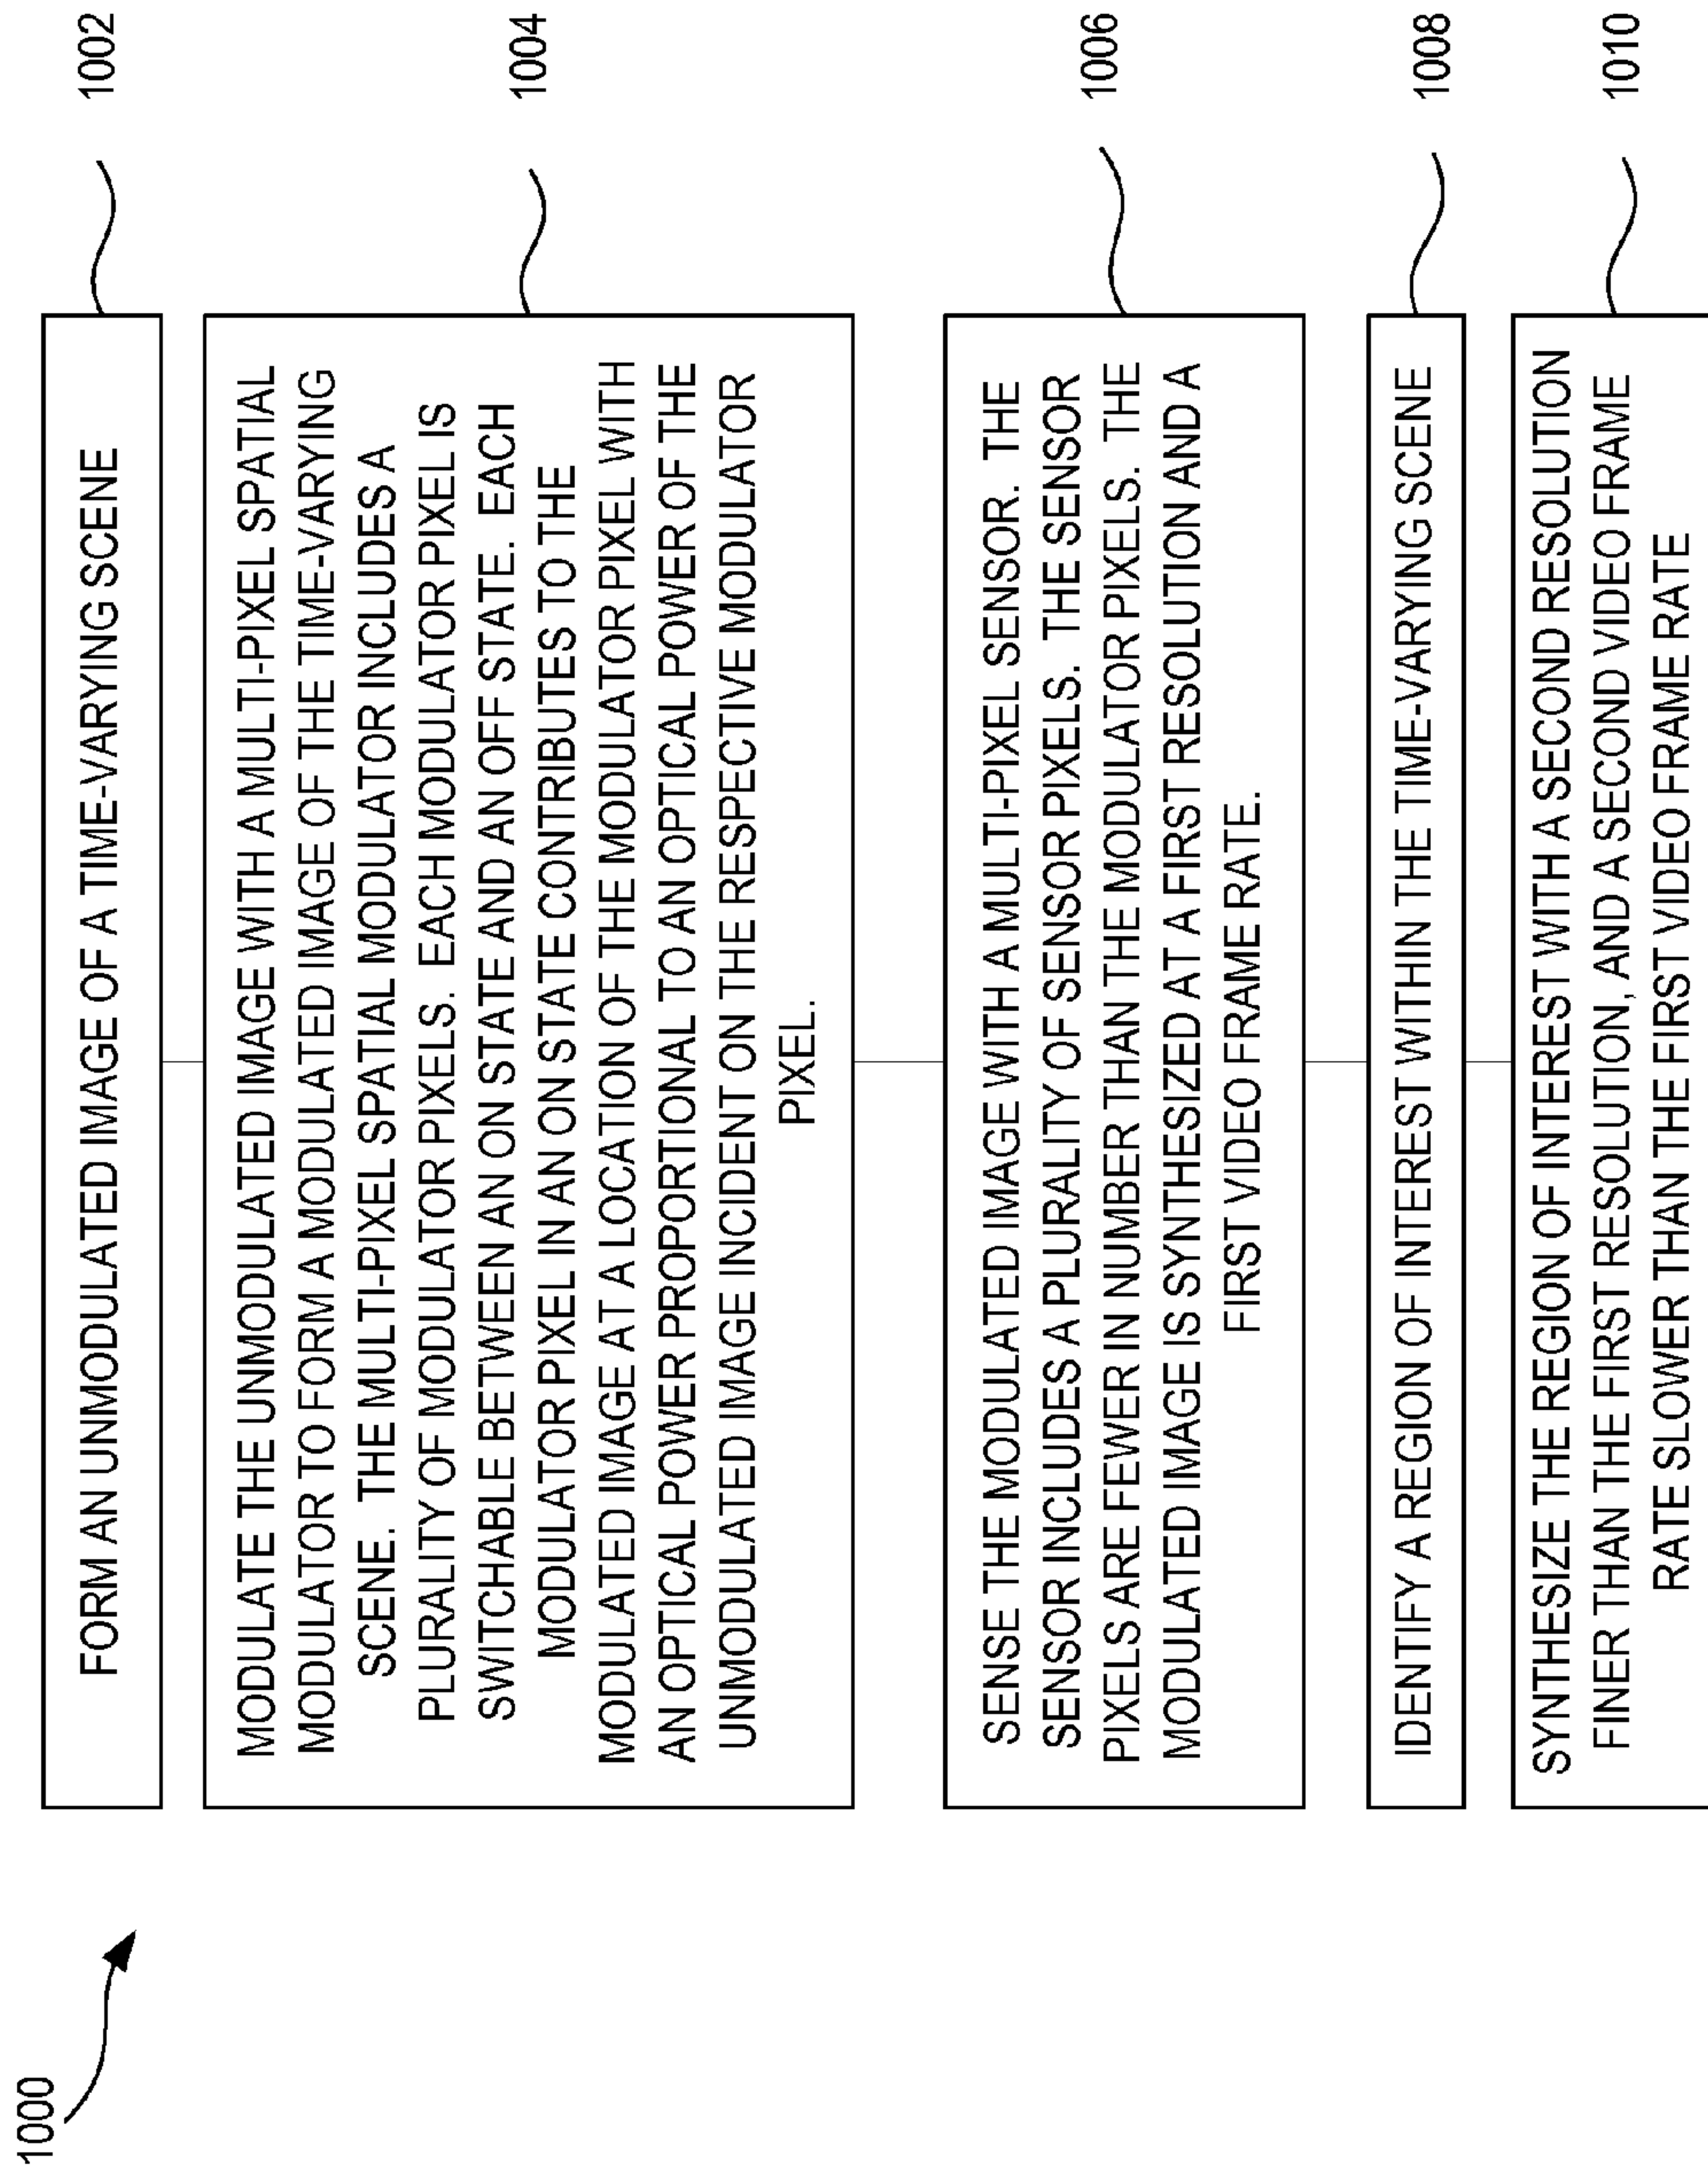 1000
FORM AN UNMODULATED IMAGE OF A TIME-VARYING SCENE
1002
MODULATE THE UNMODULATED IMAGE WITH A MULTI-PIXEL SPATIAL
MODULATOR TO FORM A MODULATED IMAGE OF THE TIME-VARYING
SCENE. THE MULTI-PIXEL SPATIAL MODULATOR INCLUDES A
PLURALITY OF MODULATOR PIXELS. EACH MODULATOR PIXEL IS
SWITCHABLE BETWEEN AN ON STATE AND AN OFF STATE. EACH
MODULATOR PIXEL IN AN ON STATE CONTRIBUTES TO THE
MODULATED IMAGE AT A LOCATION OF THE MODULATOR PIXEL WITH
AN OPTICAL POWER PROPORTIONAL TO AN OPTICAL POWER OF THE
UNMODULATED IMAGE INCIDENT ON THE RESPECTIVE MODULATOR
PIXEL.
1004
SENSE THE MODULATED IMAGE WITH A MULTI-PIXEL SENSOR. THE
SENSOR INCLUDES A PLURALITY OF SENSOR PIXELS. THE SENSOR
PIXELS ARE FEWER IN NUMBER THAN THE MODULATOR PIXELS. THE
MODULATED IMAGE IS SYNTHESIZED AT A FIRST RESOLUTION AND A
FIRST VIDEO FRAME RATE.
1006
IDENTIFY A REGION OF INTEREST WITHIN THE TIME-VARYING SCENE
1008
SYNTHESIZE THE REGION OF INTEREST WITH A SECOND RESOLUTION
FINER THAN THE FIRST RESOLUTION, AND A SECOND VIDEO FRAME
RATE SLOWER THAN THE FIRST VIDEO FRAME RATE
1010